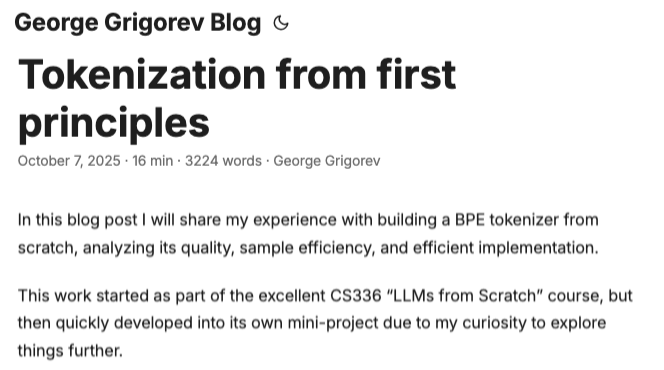 George Grigorev Blog
Tokenization from first
principles
October 7, 2025 · 16 min · 3224 words · George Grigorev
In this blog post I will share my experience with building a BPE tokenizer from
scratch, analyzing its quality, sample efficiency, and efficient implementation.
This work started as part of the excellent CS336 “LLMs from Scratch” course, but
then quickly developed into its own mini-project due to my curiosity to explore
things further.